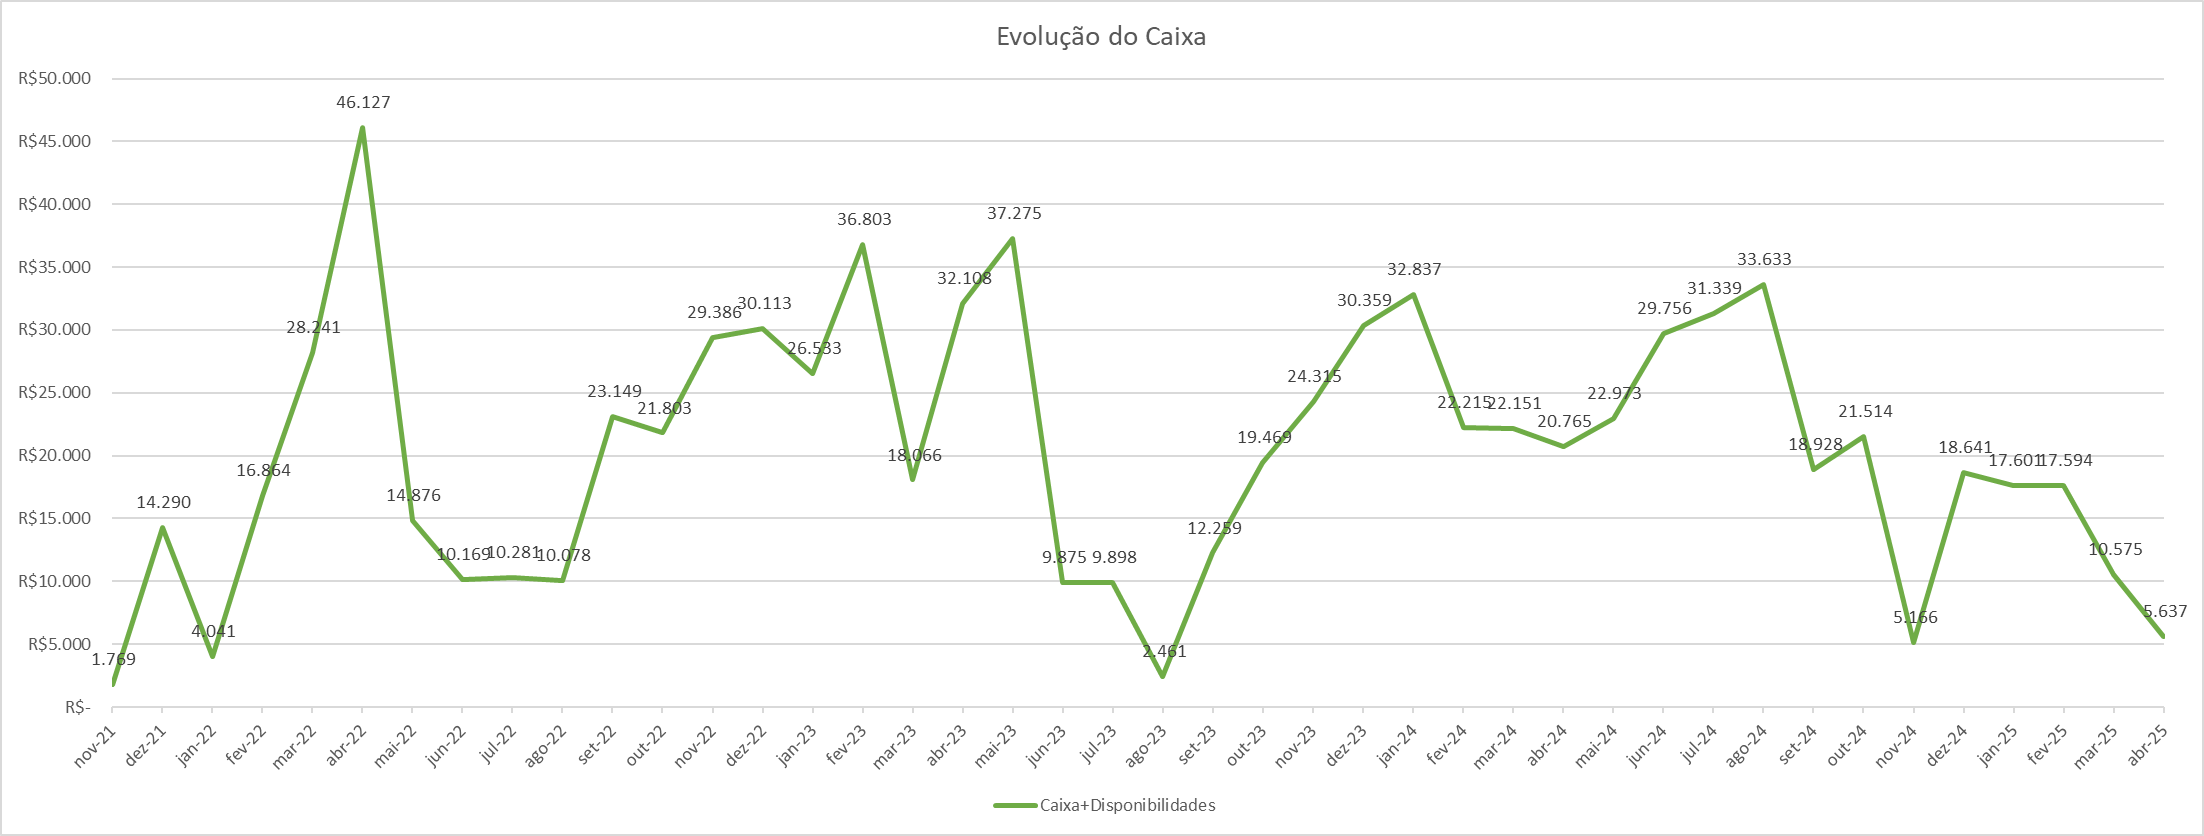 Evolução do Caixa
R$50.000
R$45.000
R$40.000
R$35.000
R$30.000
R$25.000
R$20.000
R$15.000
R$10.000
R$5.000
R$-
1.769
14.290
4.041
16.864
28.241
46.127
14.876
10.169
10.281
10.078
23.149
21.803
29.386
30.113
26.533
36.803
18.066
32.108
37.275
9.875
9.898
2.461
12.259
19.469
24.315
30.359
32.837
22.215
22.151
20.765
22.973
29.756
31.339
33.633
18.928
21.514
5.166
18.641
17.601
17.594
10.575
5.637
nov-21
dez-21
jan-22
fev-22
mar-22
abr-22
mai-22
jun-22
jul-22
ago-22
set-22
out-22
nov-22
dez-22
jan-23
fev-23
mar-23
abr-23
mai-23
jun-23
jul-23
ago-23
set-23
out-23
nov-23
dez-23
jan-24
fev-24
mar-24
abr-24
mai-24
jun-24
jul-24
ago-24
set-24
out-24
nov-24
dez-24
jan-25
fev-25
mar-25
abr-25
Caixa+Disponibilidades